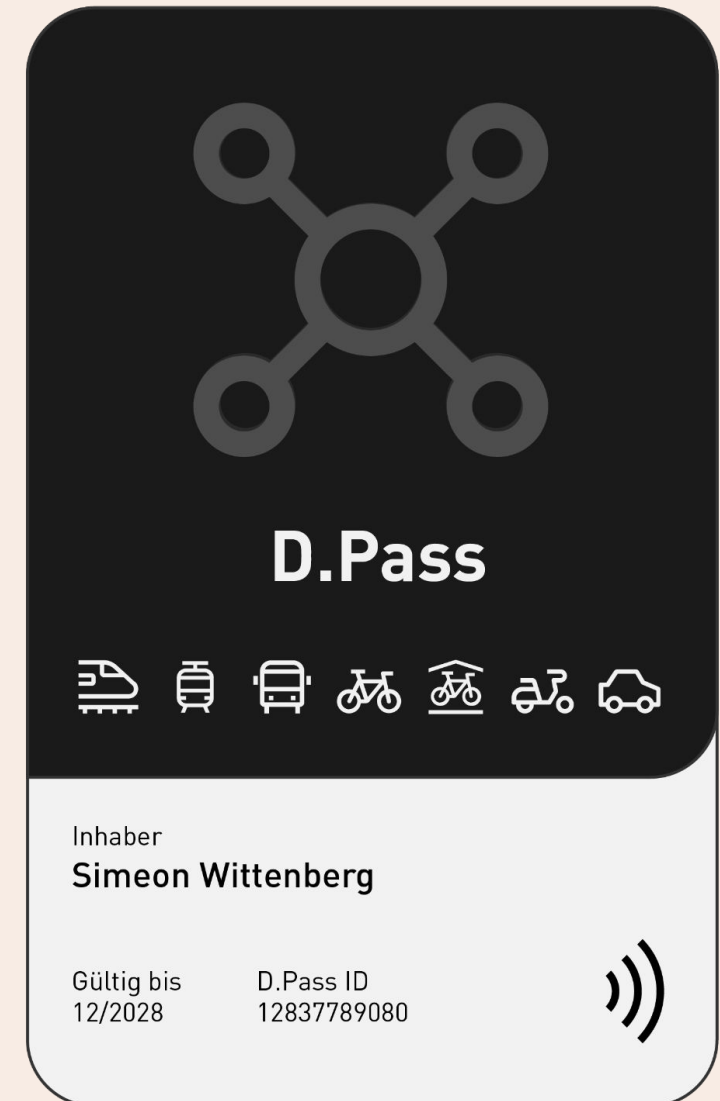 D.Pass
Inhaber
Simeon Wittenberg
Gültig bis
12/2028
D.Pass ID
12837789080